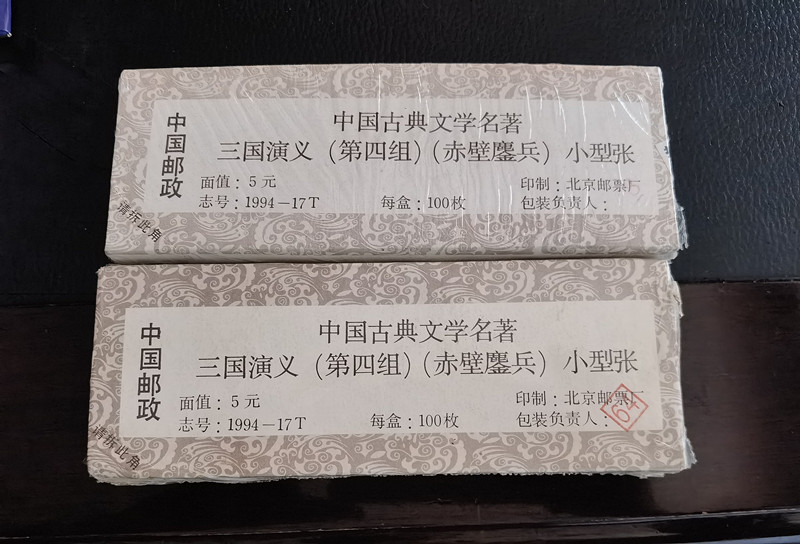 中国邮政
中国古典文学名著
三国演义（第四组）（赤壁鏖兵）小型张
面值：5元
印制：北京邮票厂
志号：1994－17T
每盒：100枚
包装负责人：
请拆此角
中国邮政
中国古典文学名著
三国演义（第四组）（赤壁鏖兵）小型张
面值：5元
印制：北京邮票厂
志号：1994－17T
每盒：100枚
包装负责人：
64
请拆此角